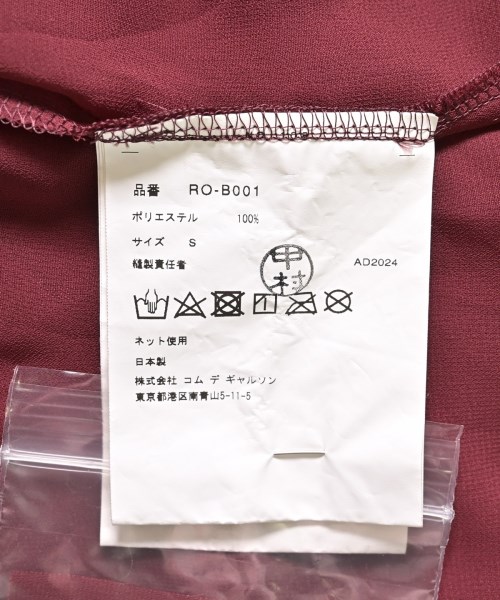 品番 RO-B001
ポリエステル 100%
サイズ S
縫製責任者 中村 AD2024
ネット使用
日本製
株式会社 コム デ ギャルソン
東京都港区南青山5-11-5